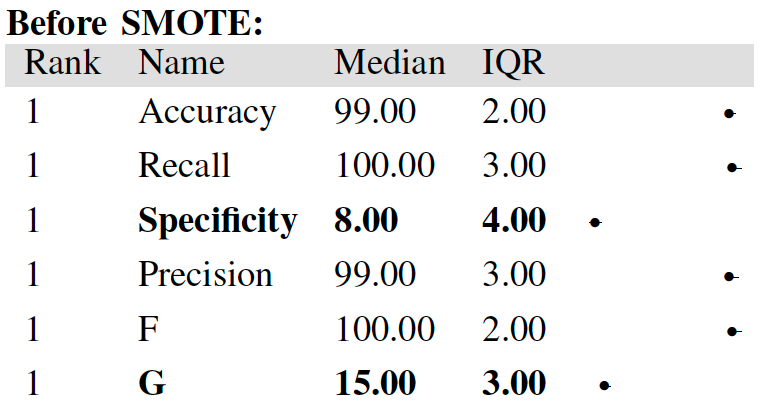 Before SMOTE:
Rank Name Median IQR
1 Accuracy 99.00 2.00
1 Recall 100.00 3.00
1 Specificity 8.00 4.00
1 Precision 99.00 3.00
1 F 100.00 2.00
1 G 15.00 3.00